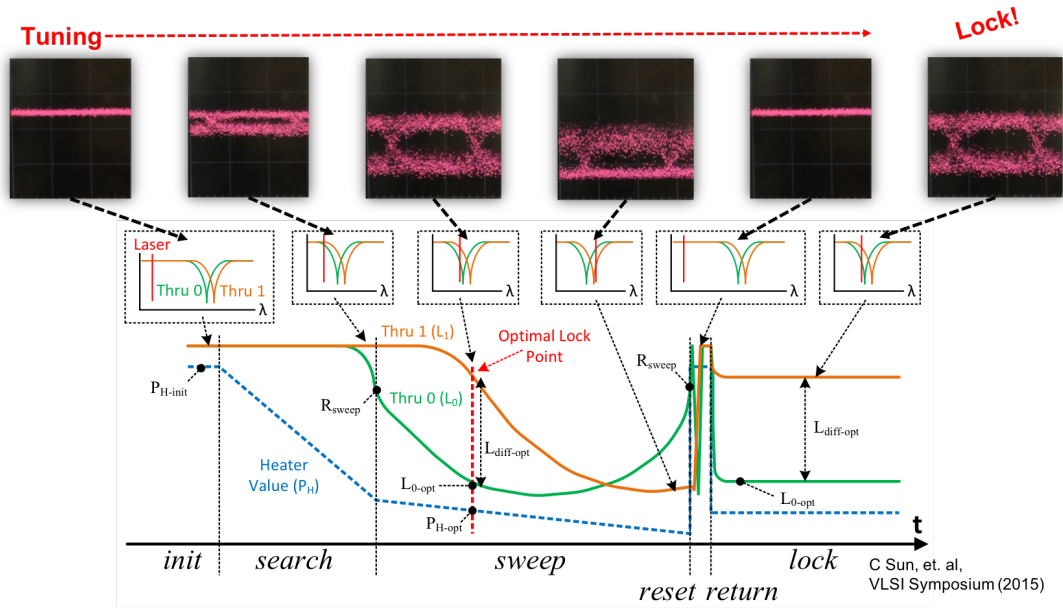 Tuning
Lock!
Laser
Thru 0
Thru 1
λ
λ
λ
λ
λ
λ
Thru 1 (L1)
Optimal Lock
Point
PH-init
Rsweep
Thru 0 (L0)
Rsweep
Ldiff-opt
Ldiff-opt
Heater
Value (PH)
L0-opt
L0-opt
PH-opt
t
init
search
sweep
reset
return
lock
C Sun, et. al,
VLSI Symposium (2015)